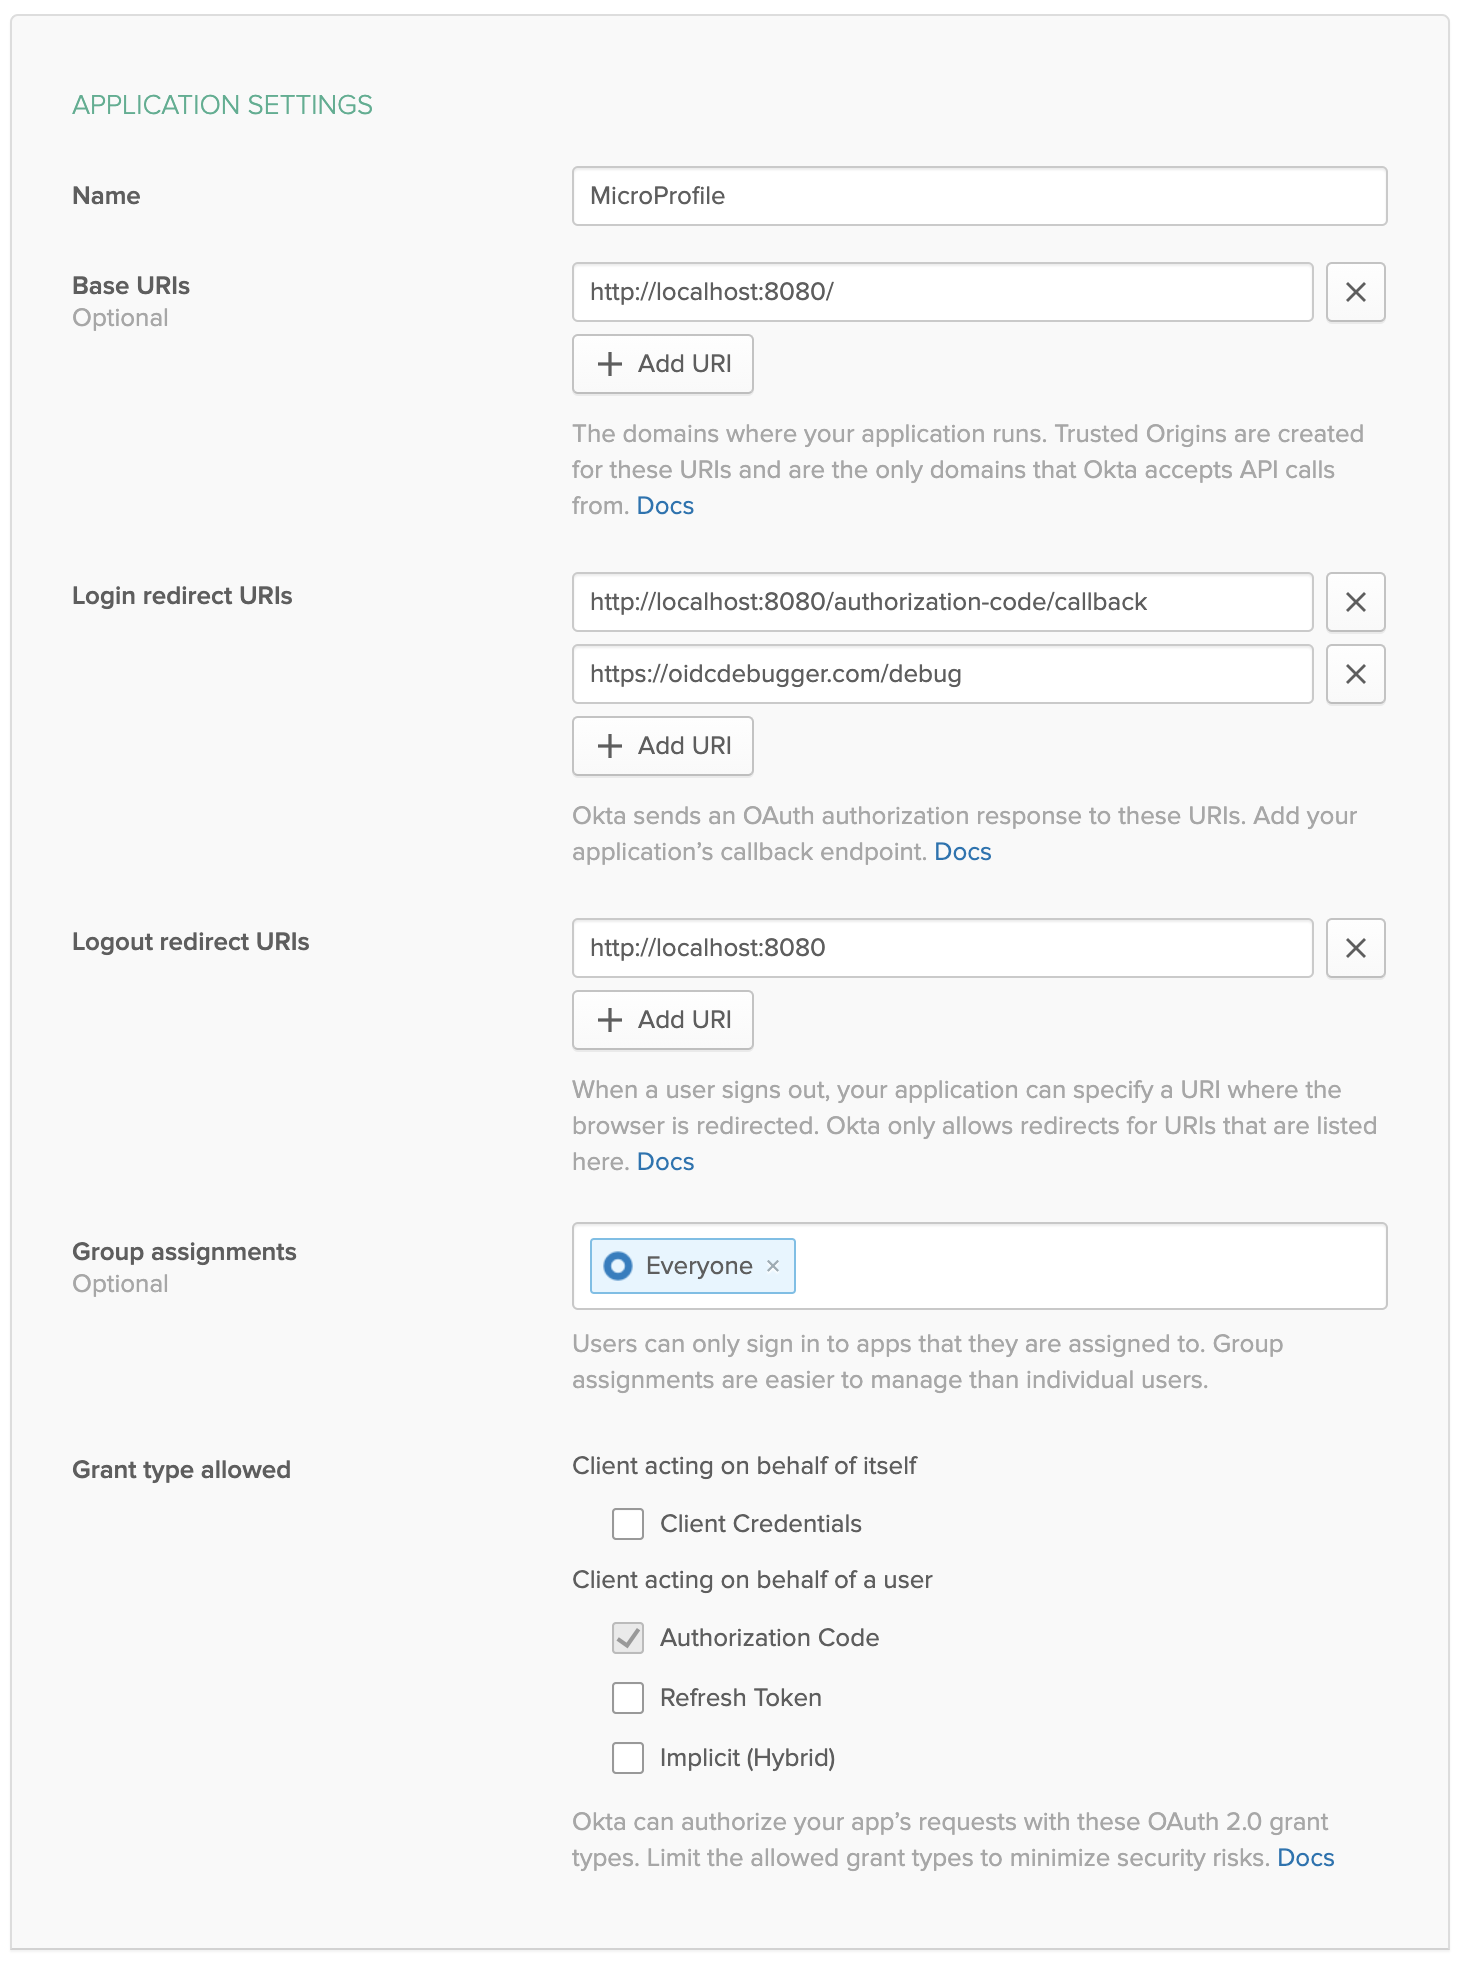 APPLICATION SETTINGS
Name
MicroProfile
Base URIs
Optional
http://localhost:8080/
Add URI
The domains where your application runs. Trusted Origins are created
for these URIs and are the only domains that Okta accepts API calls
from. Docs
Login redirect URIs
http://localhost:8080/authorization-code/callback
https://oidcdebugger.com/debug
Add URI
Okta sends an OAuth authorization response to these URIs. Add your
application’s callback endpoint. Docs
Logout redirect URIs
http://localhost:8080
Add URI
When a user signs out, your application can specify a URI where the
browser is redirected. Okta only allows redirects for URIs that are listed
here. Docs
Group assignments
Optional
Everyone
Users can only sign in to apps that they are assigned to. Group
assignments are easier to manage than individual users.
Grant type allowed
Client acting on behalf of itself
Client Credentials
Client acting on behalf of a user
Authorization Code
Refresh Token
Implicit (Hybrid)
Okta can authorize your app’s requests with these OAuth 2.0 grant
types. Limit the allowed grant types to minimize security risks. Docs